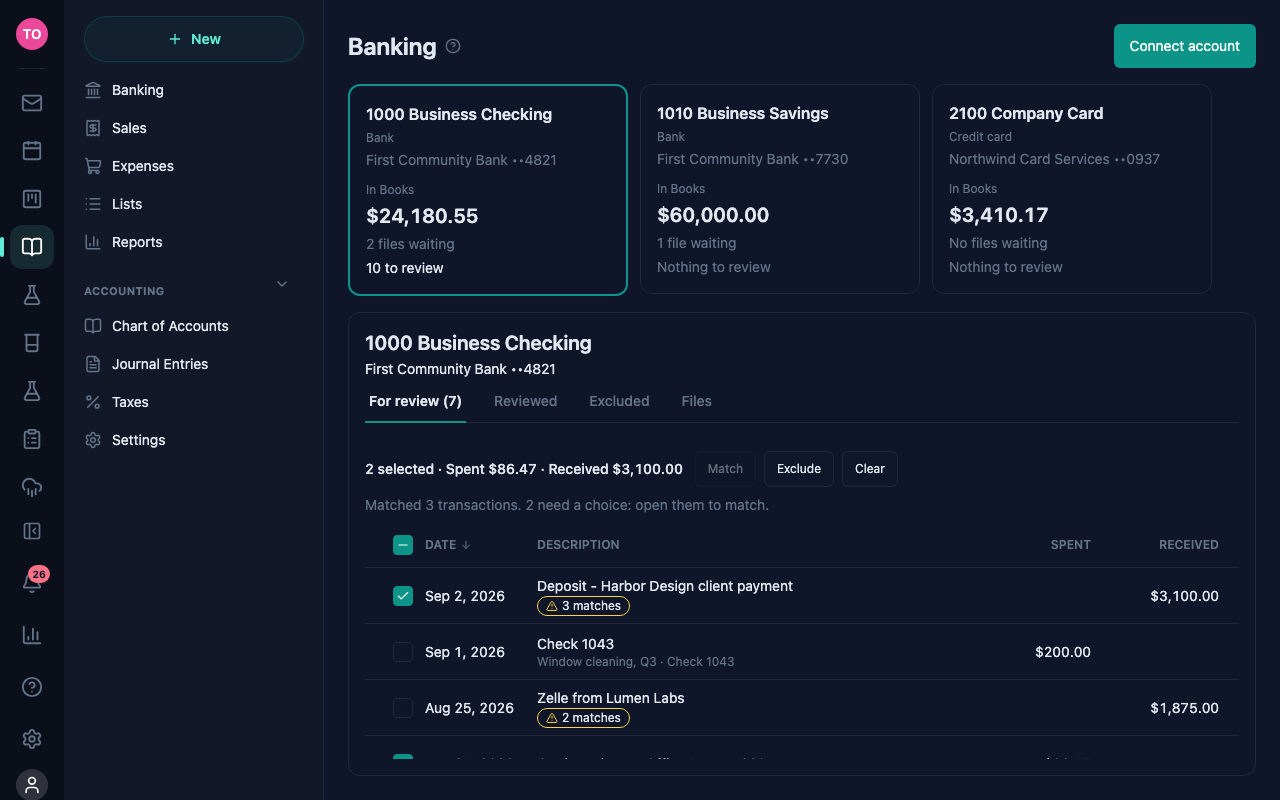 TO
26
New
Banking
Sales
Expenses
Lists
Reports
ACCOUNTING
Chart of Accounts
Journal Entries
Taxes
Settings
Banking
Connect account
1000 Business Checking
Bank
First Community Bank ••4821
In Books
$24,180.55
2 files waiting
10 to review
1010 Business Savings
Bank
First Community Bank ••7730
In Books
$60,000.00
1 file waiting
Nothing to review
2100 Company Card
Credit card
Northwind Card Services ••0937
In Books
$3,410.17
No files waiting
Nothing to review
1000 Business Checking
First Community Bank ••4821
For review (7) Reviewed Excluded Files
2 selected · Spent $86.47 · Received $3,100.00 Match Exclude Clear
Matched 3 transactions. 2 need a choice: open them to match.
DATE ↓ DESCRIPTION SPENT RECEIVED
Sep 2, 2026 Deposit - Harbor Design client payment $3,100.00
3 matches
Sep 1, 2026 Check 1043 $200.00
Window cleaning, Q3 · Check 1043
Aug 25, 2026 Zelle from Lumen Labs $1,875.00
2 matches